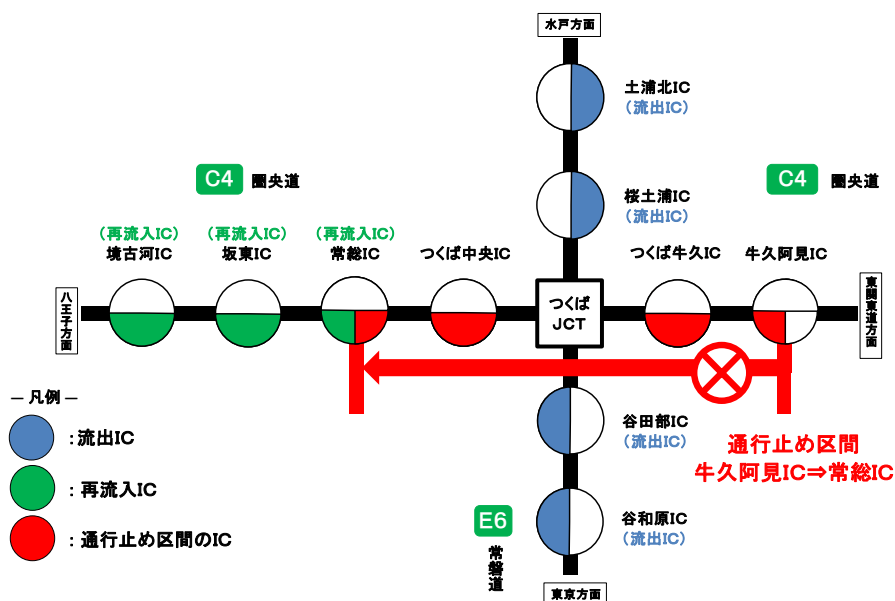 水戸方面
土浦北IC
(流出IC)
C4 圏央道
C4 圏央道
桜土浦IC
(流出IC)
(再流入IC)
境古河IC
(再流入IC)
坂東IC
(再流入IC)
常総IC
つくば中央IC
つくば牛久IC
牛久阿見IC
八王子方面
つくば
JCT
東関東道方面
― 凡例 ―
:流出IC
:再流入IC
:通行止め区間のIC
谷田部IC
(流出IC)
通行止め区間
牛久阿見IC⇒常総IC
E6
常磐道
谷和原IC
(流出IC)
東京方面